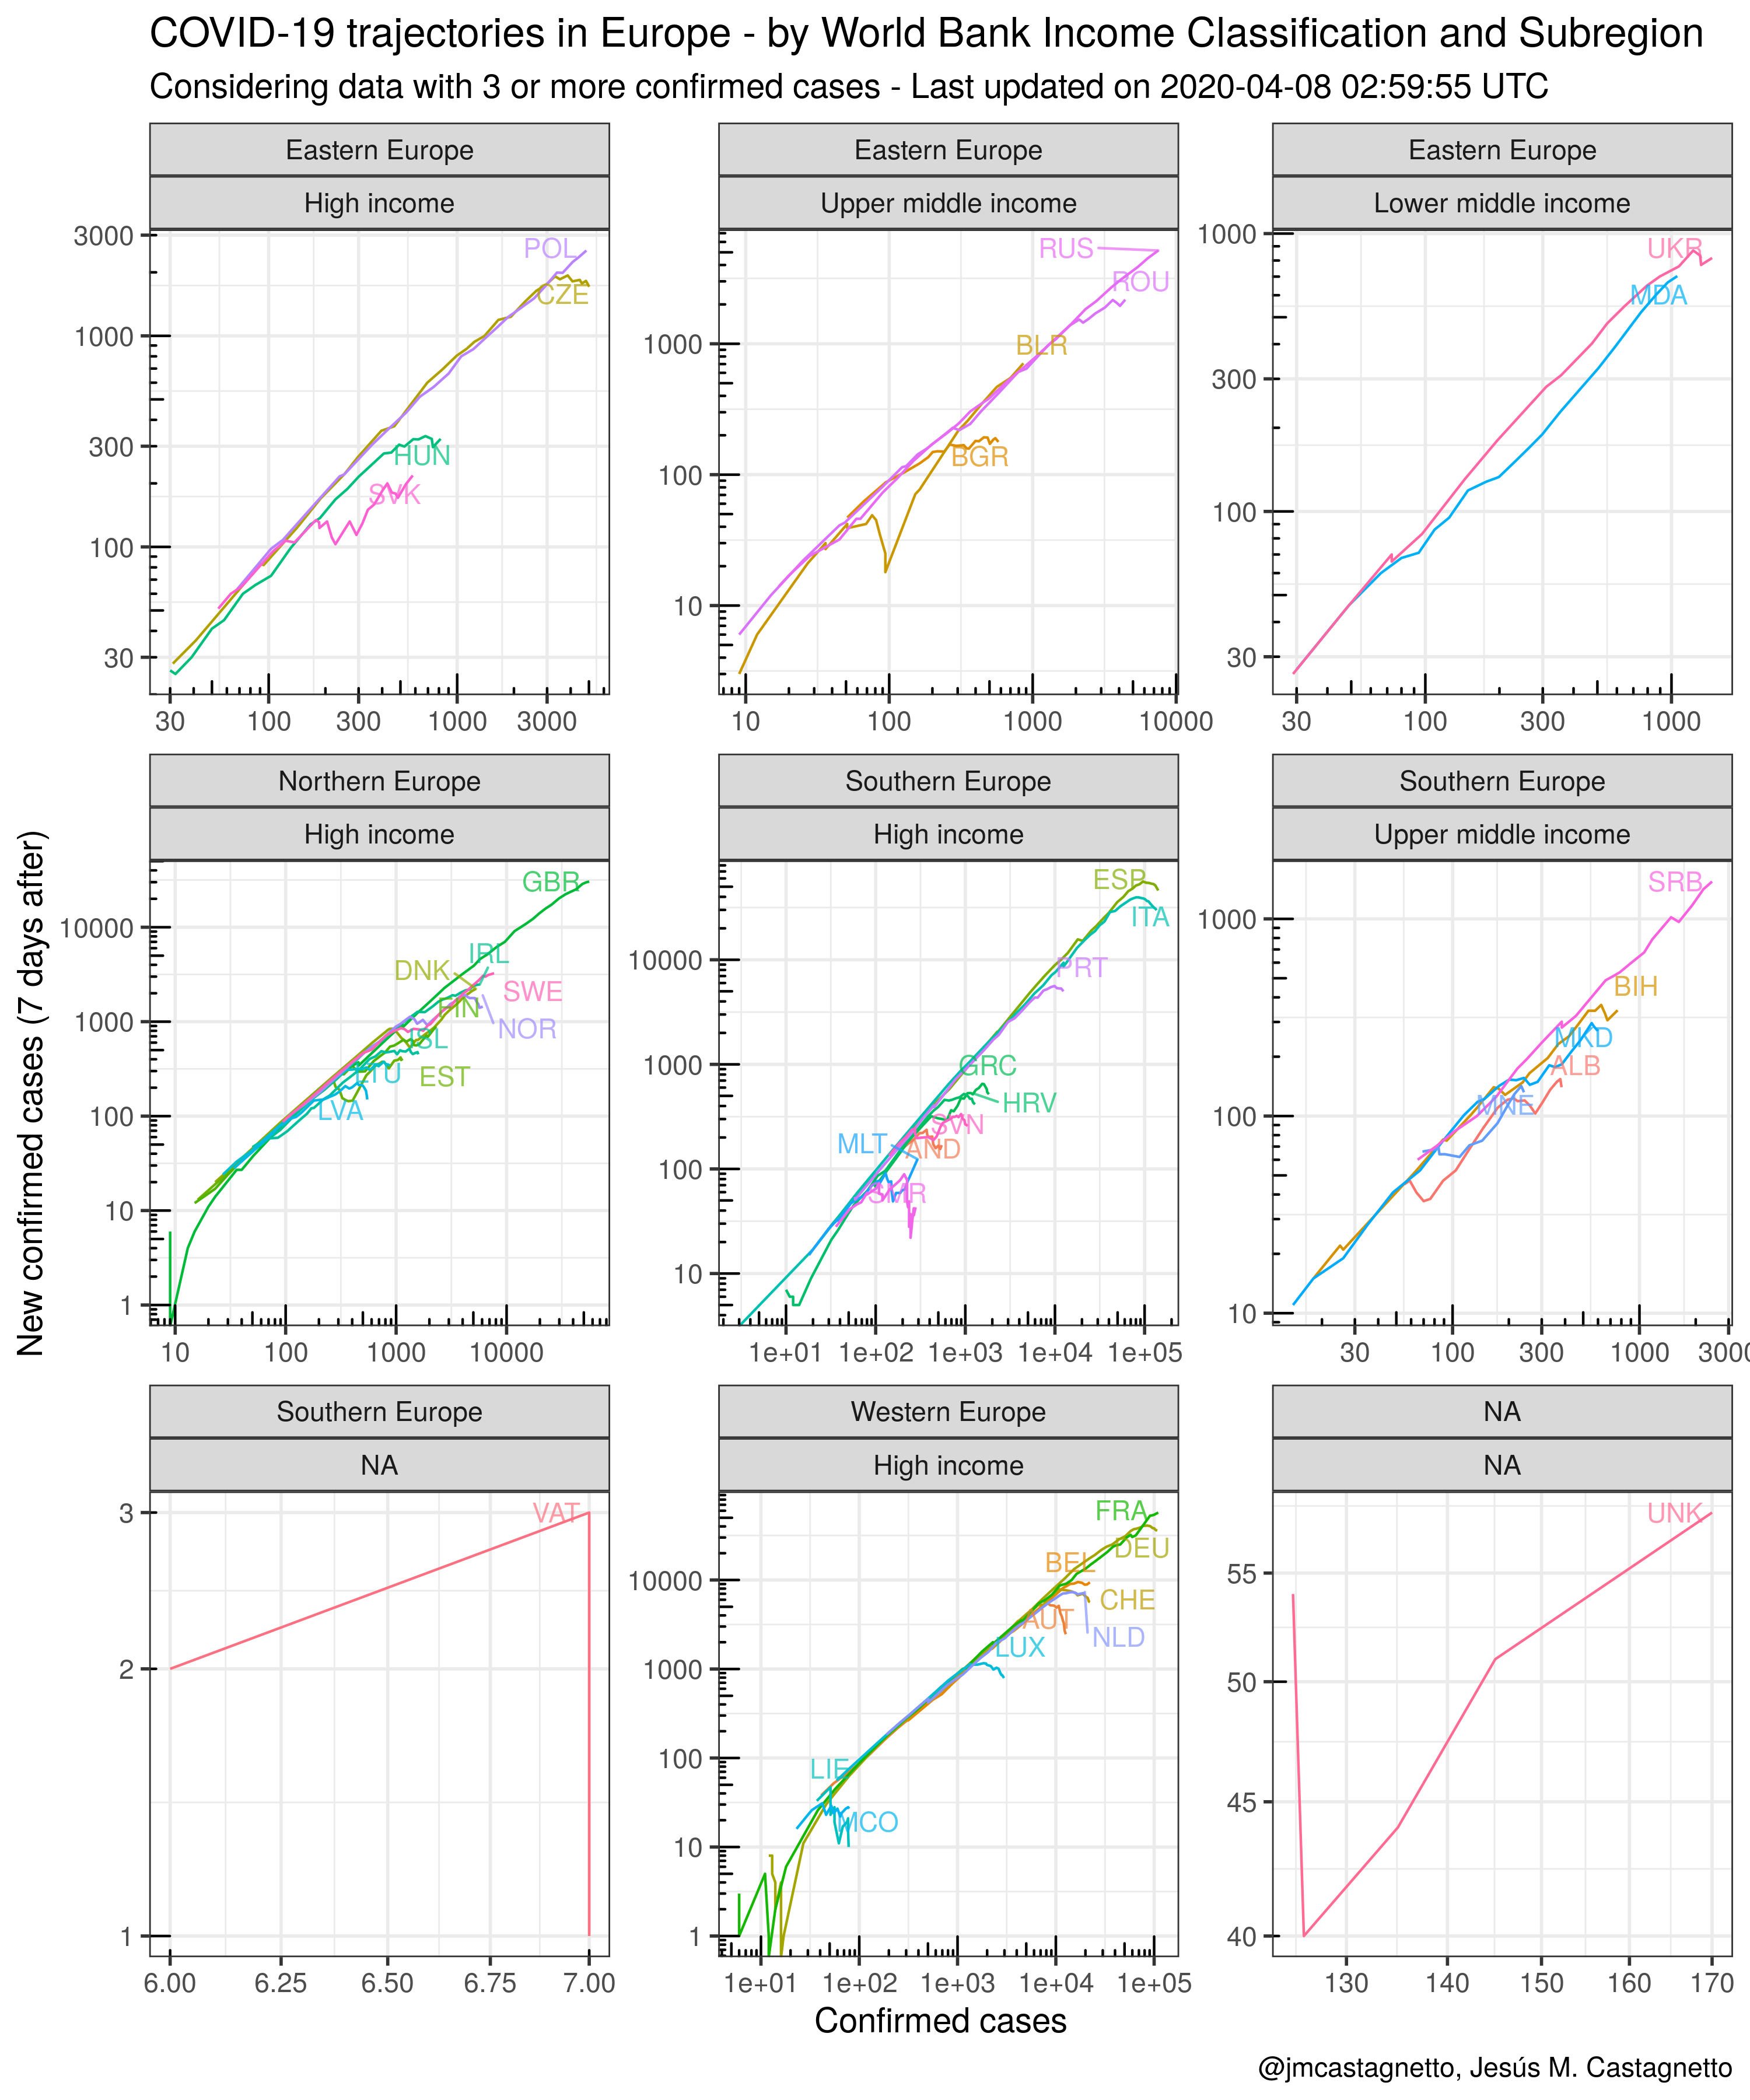 COVID-19 trajectories in Europe - by World Bank Income Classification and Subregion
Considering data with 3 or more confirmed cases - Last updated on 2020-04-08 02:59:55 UTC
Eastern Europe
High income
3000
1000
300
100
30
POL
CZE
HUN
SVK
30 100 300 1000 3000
Eastern Europe
Upper middle income
1000
100
10
RUS
ROU
BLR
BGR
10 100 1000 10000
Eastern Europe
Lower middle income
1000
300
100
30
UKR
MDA
30 100 300 1000
New confirmed cases (7 days after)
Northern Europe
High income
10000
1000
100
10
1
GBR
IRL
DNK
SWE
FIN
NOR
ISL
LTU
EST
LVA
10 100 1000 10000
Southern Europe
High income
10000
1000
100
10
ESP
ITA
PRT
GRC
HRV
SVN
MLT
AND
SMR
1e+01 1e+02 1e+03 1e+04 1e+05
Southern Europe
Upper middle income
1000
100
10
SRB
BIH
MKD
ALB
MNE
30 100 300 1000 3000
Southern Europe
NA
3
2
1
VAT
6.00 6.25 6.50 6.75 7.00
Western Europe
High income
10000
1000
100
10
1
FRA
DEU
BEL
CHE
AUT
NLD
LUX
LIE
MCO
1e+01 1e+02 1e+03 1e+04 1e+05
NA
NA
55
50
45
40
UNK
130 140 150 160 170
Confirmed cases
@jmcastagnetto, Jesús M. Castagnetto